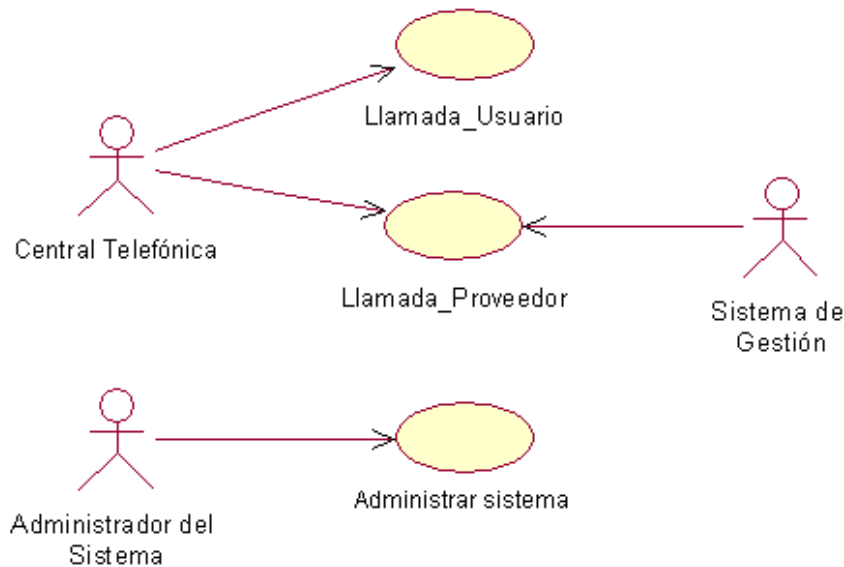 Llamada_Usuario
Central Telefónica
Llamada_Proveedor
Sistema de
Gestión
Administrar sistema
Administrador del
Sistema